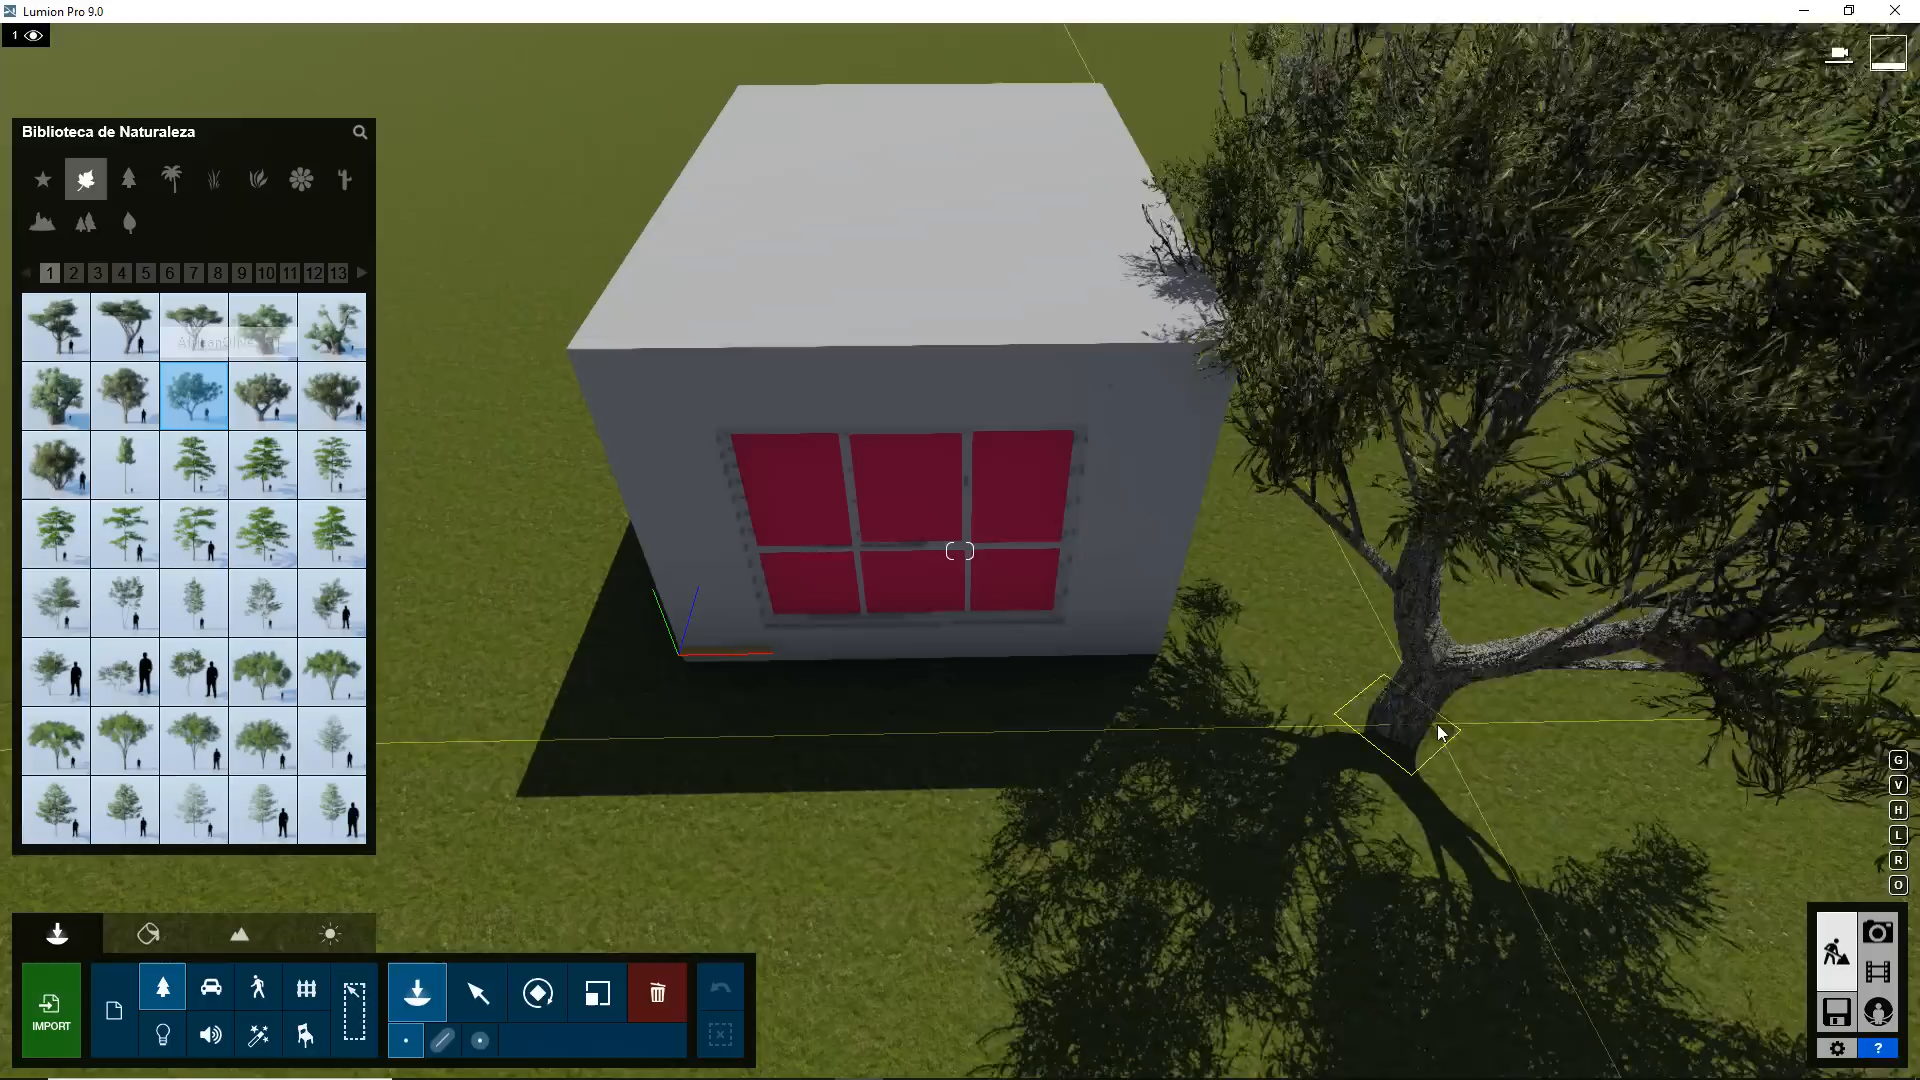 Lumion Pro 9.0
1
Biblioteca de Naturaleza
1 2 3 4 5 6 7 8 9 10 11 12 13
G
V
H
L
R
O
IMPORT
?